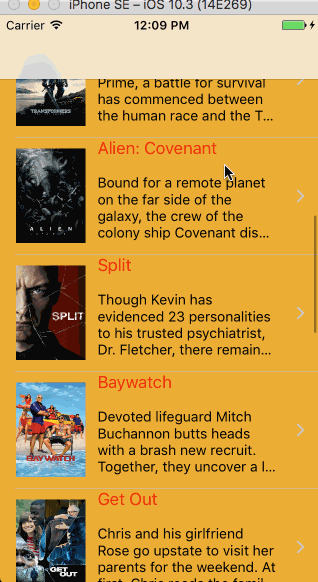 iPhone SE – iOS 10.3 (14E269)
Carrier 12:09 PM
Prime, a battle for survival
has commenced between
the human race and the T...
TRANSFORMERS
Alien: Covenant
Bound for a remote planet
on the far side of the
galaxy, the crew of the
colony ship Covenant dis...
ALIEN
Split
Though Kevin has
evidenced 23 personalities
to his trusted psychiatrist,
Dr. Fletcher, there remain...
SPLIT
Baywatch
Devoted lifeguard Mitch
Buchannon butts heads
with a brash new recruit.
Together, they uncover a l...
BAYWATCH
Get Out
Chris and his girlfriend
Rose go upstate to visit her
parents for the weekend. At
GET OUT